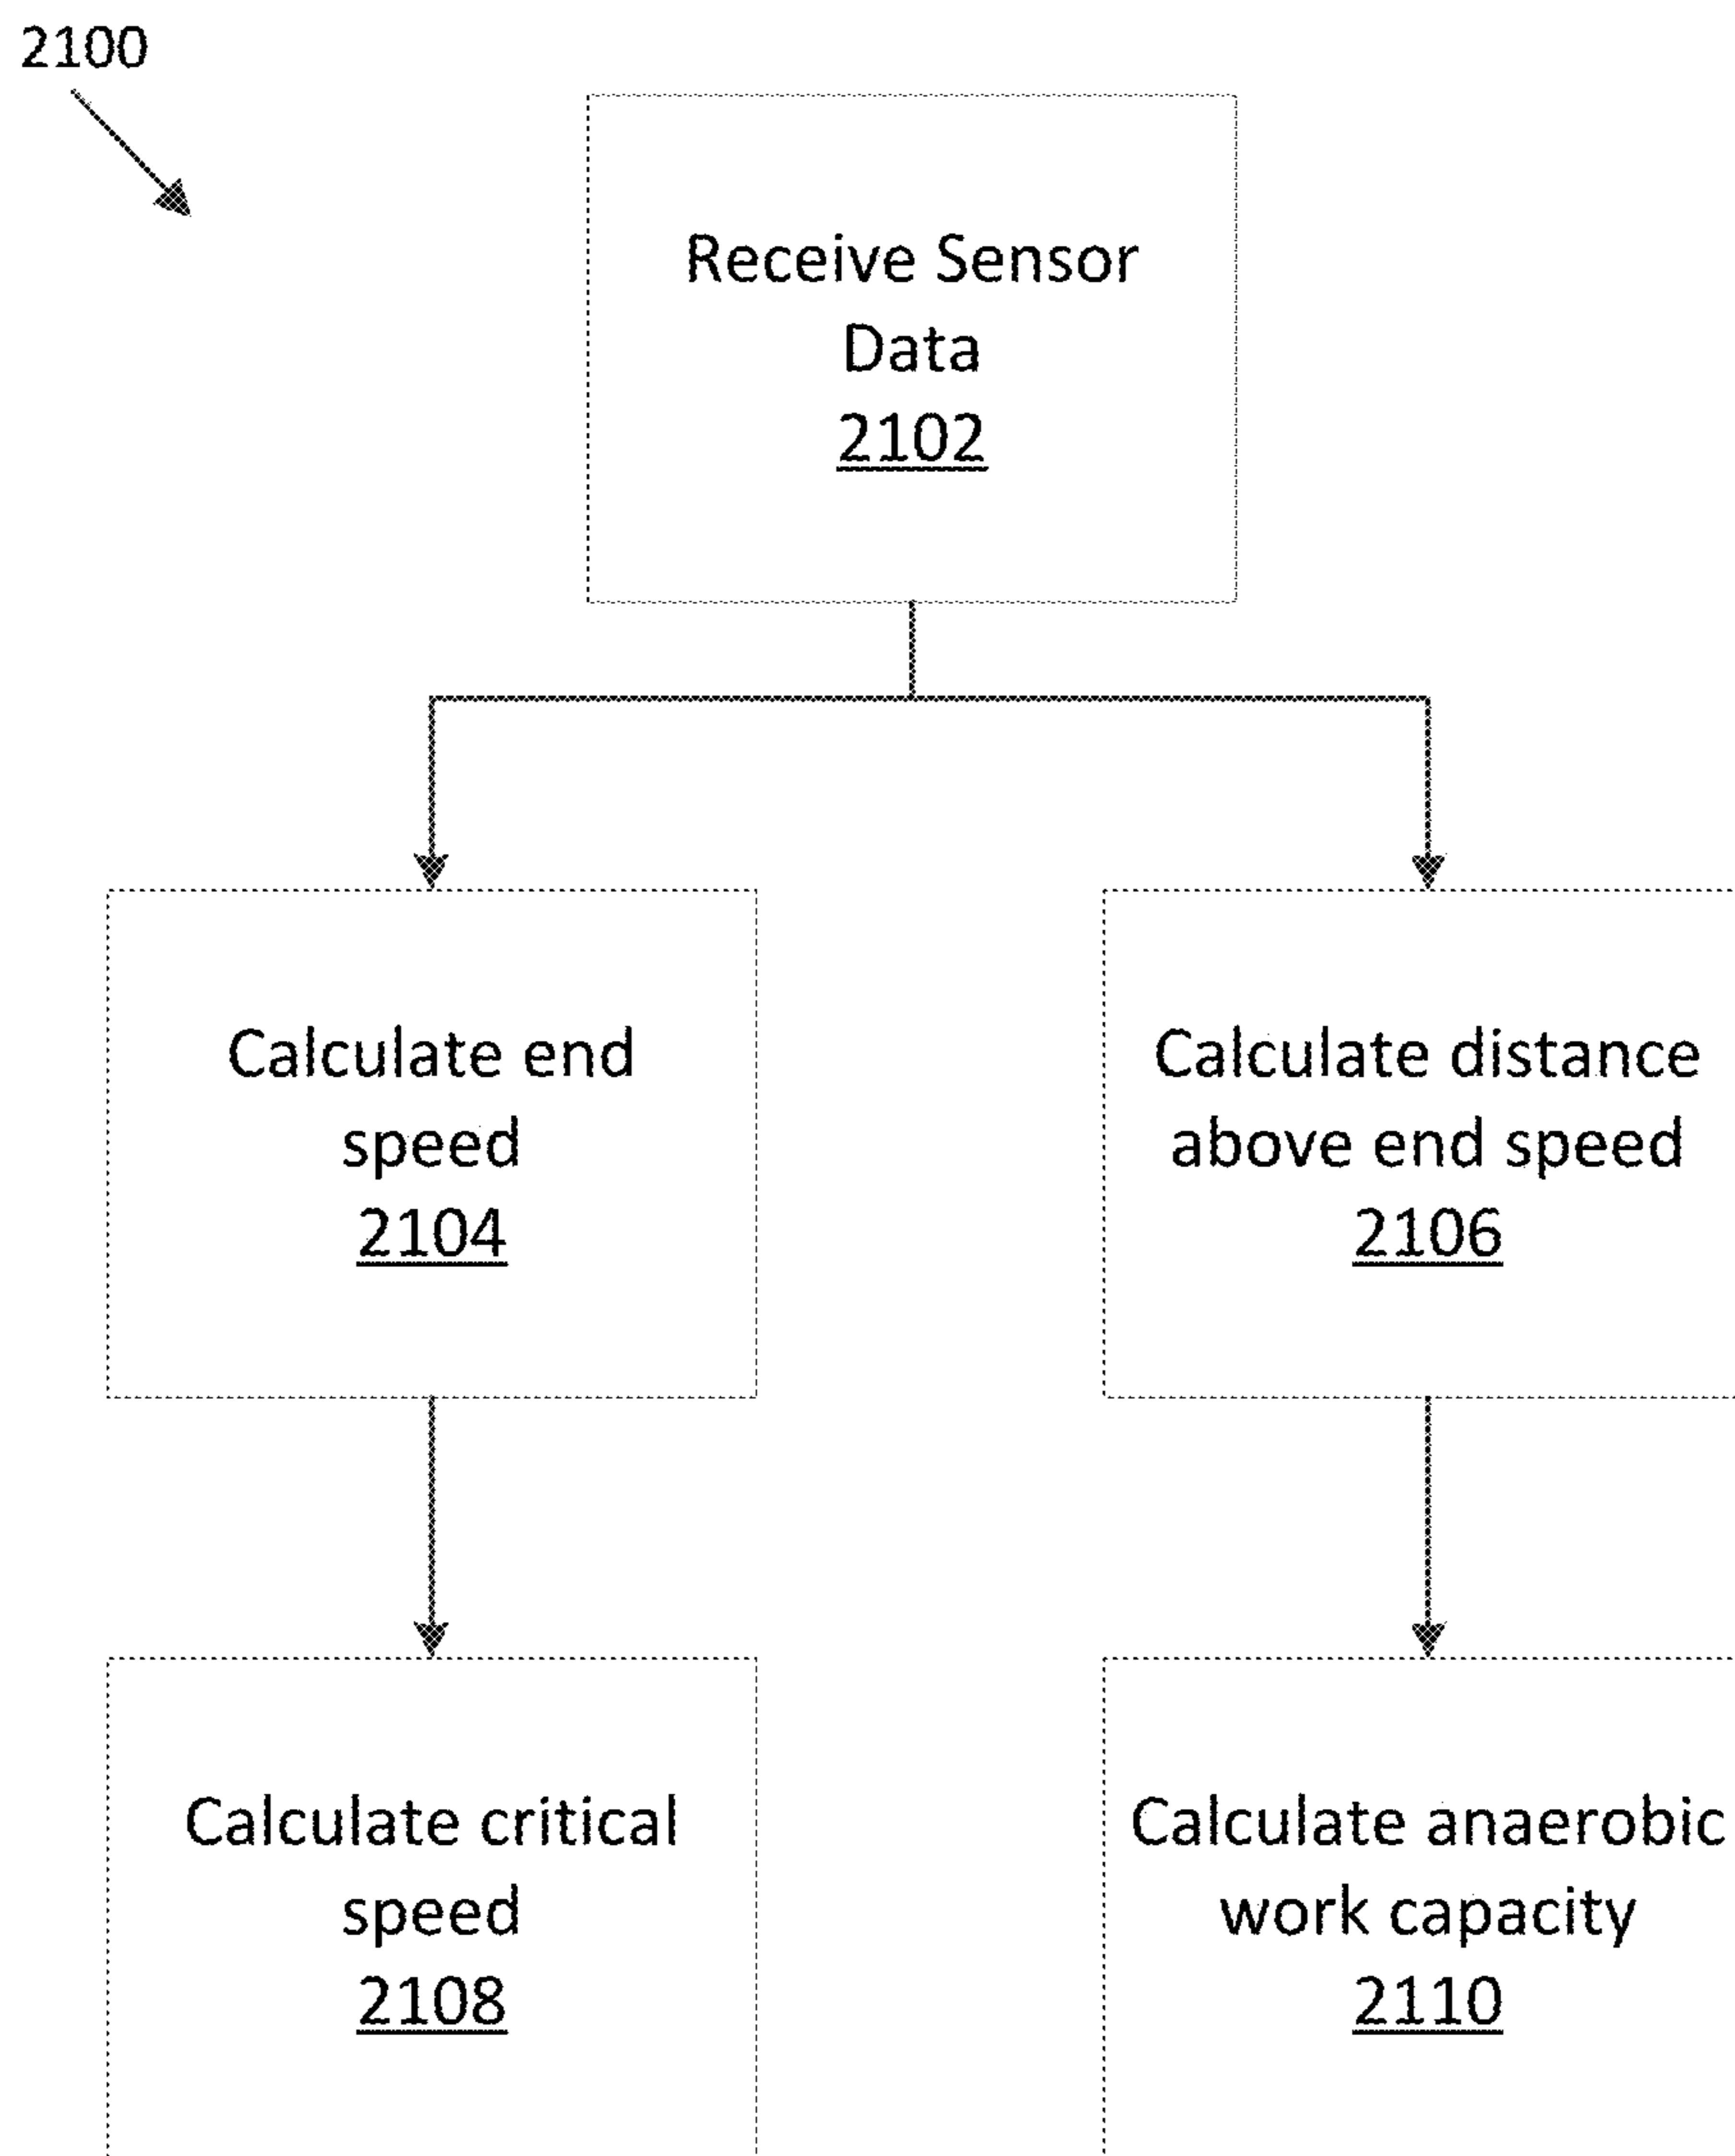 2100
Receive Sensor
Data
2102
Calculate end
speed
2104
Calculate distance
above end speed
2106
Calculate critical
speed
2108
Calculate anaerobic
work capacity
2110